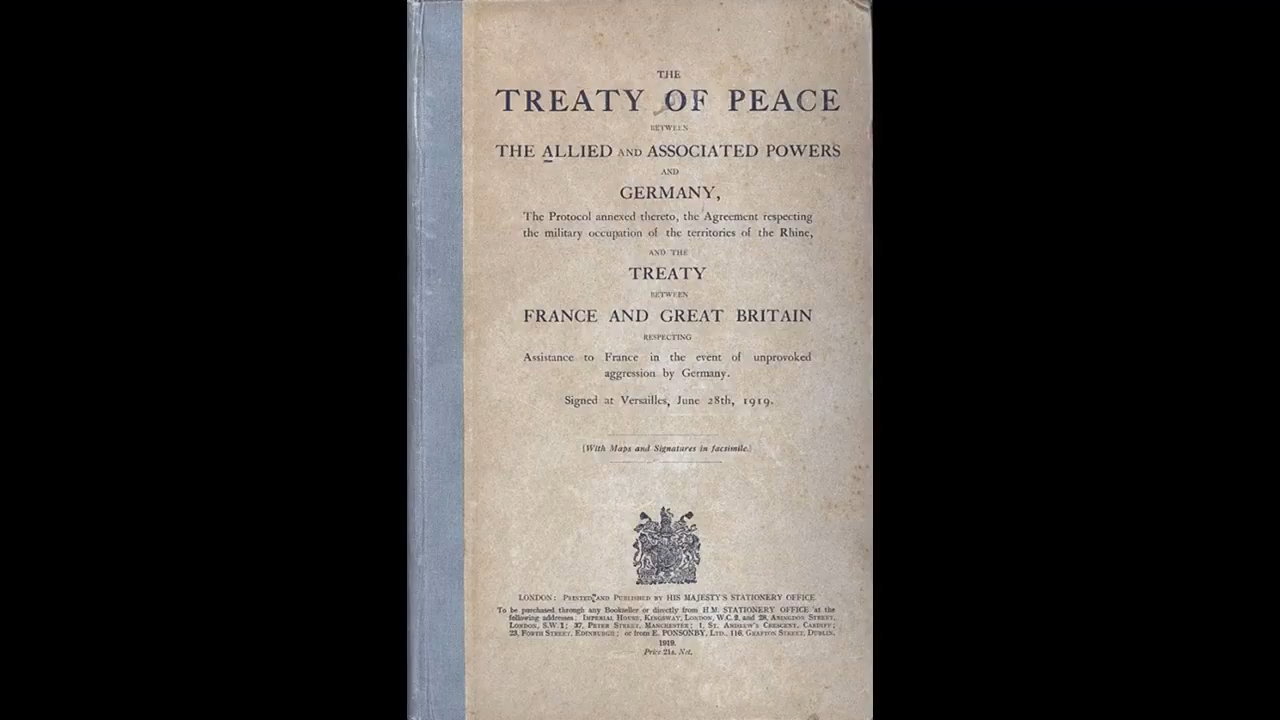 THE
TREATY OF PEACE
BETWEEN
THE ALLIED AND ASSOCIATED POWERS
AND
GERMANY,
The Protocol annexed thereto, the Agreement respecting
the military occupation of the territories of the Rhine,
AND THE
TREATY
BETWEEN
FRANCE AND GREAT BRITAIN
RESPECTING
Assistance to France in the event of unprovoked
aggression by Germany.
Signed at Versailles, June 28th, 1919.
(With Maps and Signatures in facsimile.)
LONDON: PRINTED AND PUBLISHED BY HIS MAJESTY'S STATIONERY OFFICE
To be purchased through any Bookseller or directly from H.M. STATIONERY OFFICE at the
following addresses: IMPERIAL HOUSE, KINGSWAY, LONDON, W.C. 2, and 28, ABINGDON STREET,
LONDON, S.W. 1; 37, PETER STREET, MANCHESTER; 1, ST. ANDREW'S CRESCENT, CARDIFF;
23, FORTH STREET, EDINBURGH; or from E. PONSONBY, LTD., 116, GRAFTON STREET, DUBLIN.
1919.
Price 21s. Net.